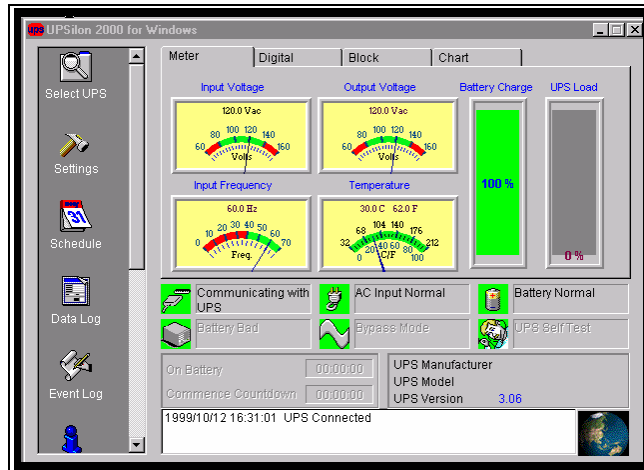 ups UPSilon 2000 for Windows
Select UPS
Settings
31
Schedule
Data Log
Event Log
Meter Digital Block Chart
Input Voltage Output Voltage Battery Charge UPS Load
120.0 Vac
60 80 100 120 140 160
Volts
120.0 Vac
60 80 100 120 140 160
Volts
100 %
0 %
Input Frequency Temperature
60.0 Hz
0 10 20 30 40 50 60 70
Freq.
30.0 C 62.0 F
32 68 104 140 176 212
0 20 40 60 80 100
C/F
Communicating with
UPS
AC Input Normal
Battery Normal
Battery Bad
Bypass Mode
UPS Self Test
On Battery 00:00:00
Commence Countdown 00:00:00
UPS Manufacturer
UPS Model
UPS Version 3.06
1999/10/12 16:31:01 UPS Connected